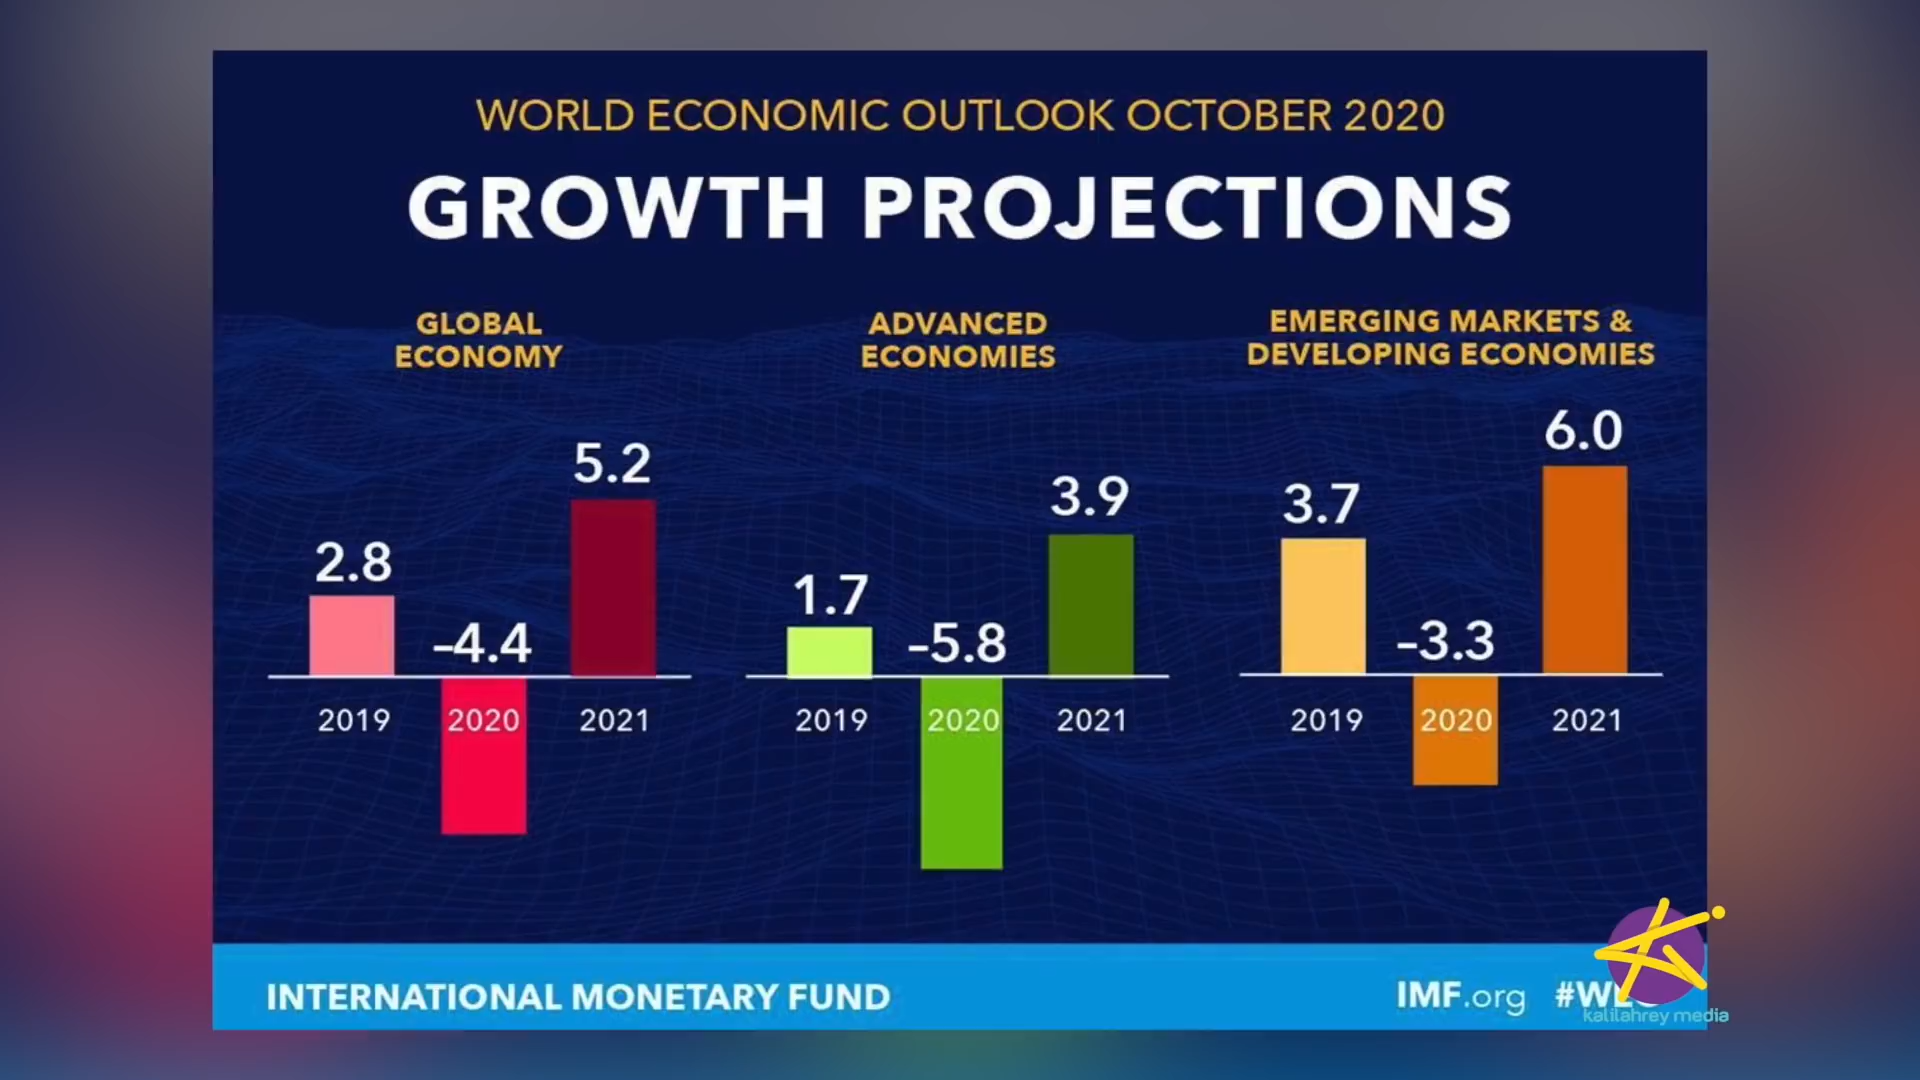 WORLD ECONOMIC OUTLOOK OCTOBER 2020
GROWTH PROJECTIONS
GLOBAL
ECONOMY
2.8
-4.4
5.2
2019
2020
2021
ADVANCED
ECONOMIES
1.7
-5.8
3.9
2019
2020
2021
EMERGING MARKETS &
DEVELOPING ECONOMIES
3.7
-3.3
6.0
2019
2020
2021
INTERNATIONAL MONETARY FUND
IMF.org
kalilahrey media